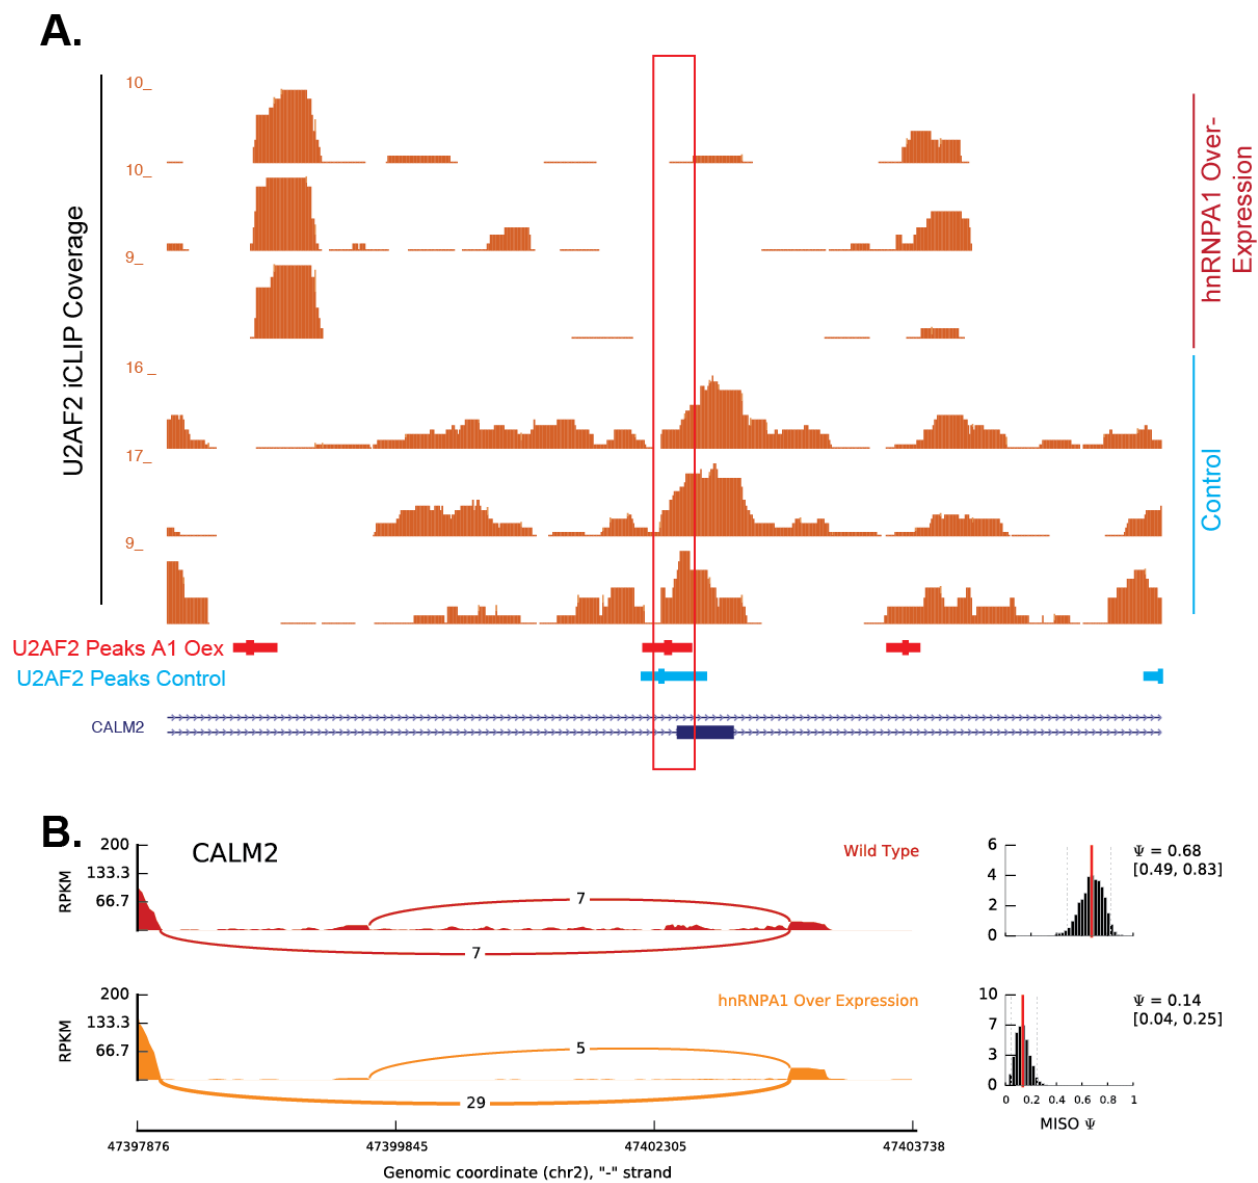 A.
U2AF2 iCLIP Coverage
10_
10_
9_
16_
17_
9_
hnRNPA1 Over-
Expression
Control
U2AF2 Peaks A1 Oex
U2AF2 Peaks Control
CALM2
B.
CALM2
Wild Type
RPKM
200
133.3
66.7
7
7
6
4
2
0
Ψ = 0.68
[0.49, 0.83]
hnRNPA1 Over Expression
RPKM
200
133.3
66.7
5
29
10
7
3
0
Ψ = 0.14
[0.04, 0.25]
0 0.2 0.4 0.6 0.8 1
MISO Ψ
47397876 47399845 47402305 47403738
Genomic coordinate (chr2), "-" strand